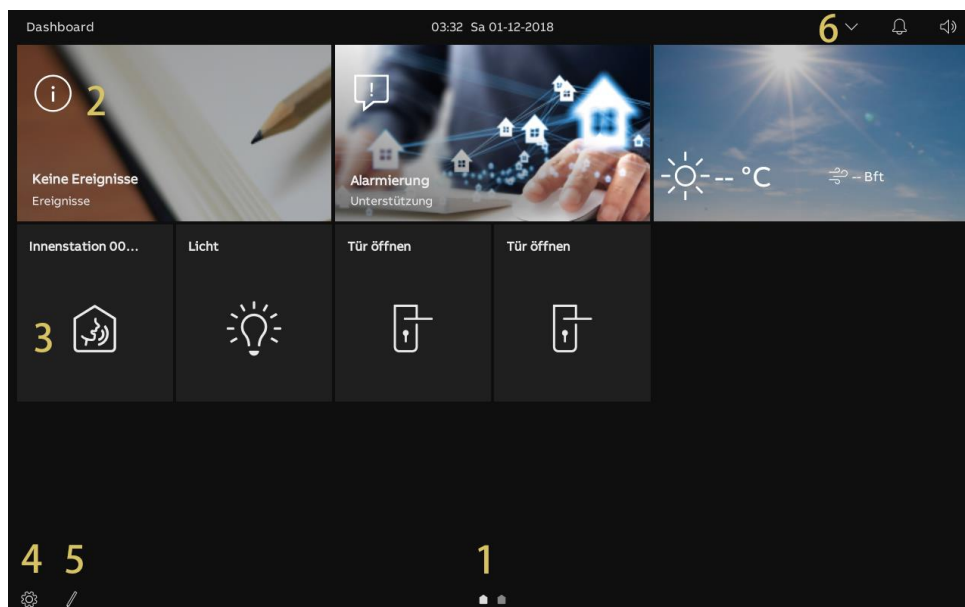 Dashboard 03:32 Sa 01-12-2018 6
2
Keine Ereignisse
Ereignisse
Alarmierung
Unterstützung
-- °C -- Bft
Innenstation 00... Licht Tür öffnen Tür öffnen
3
4 5 1